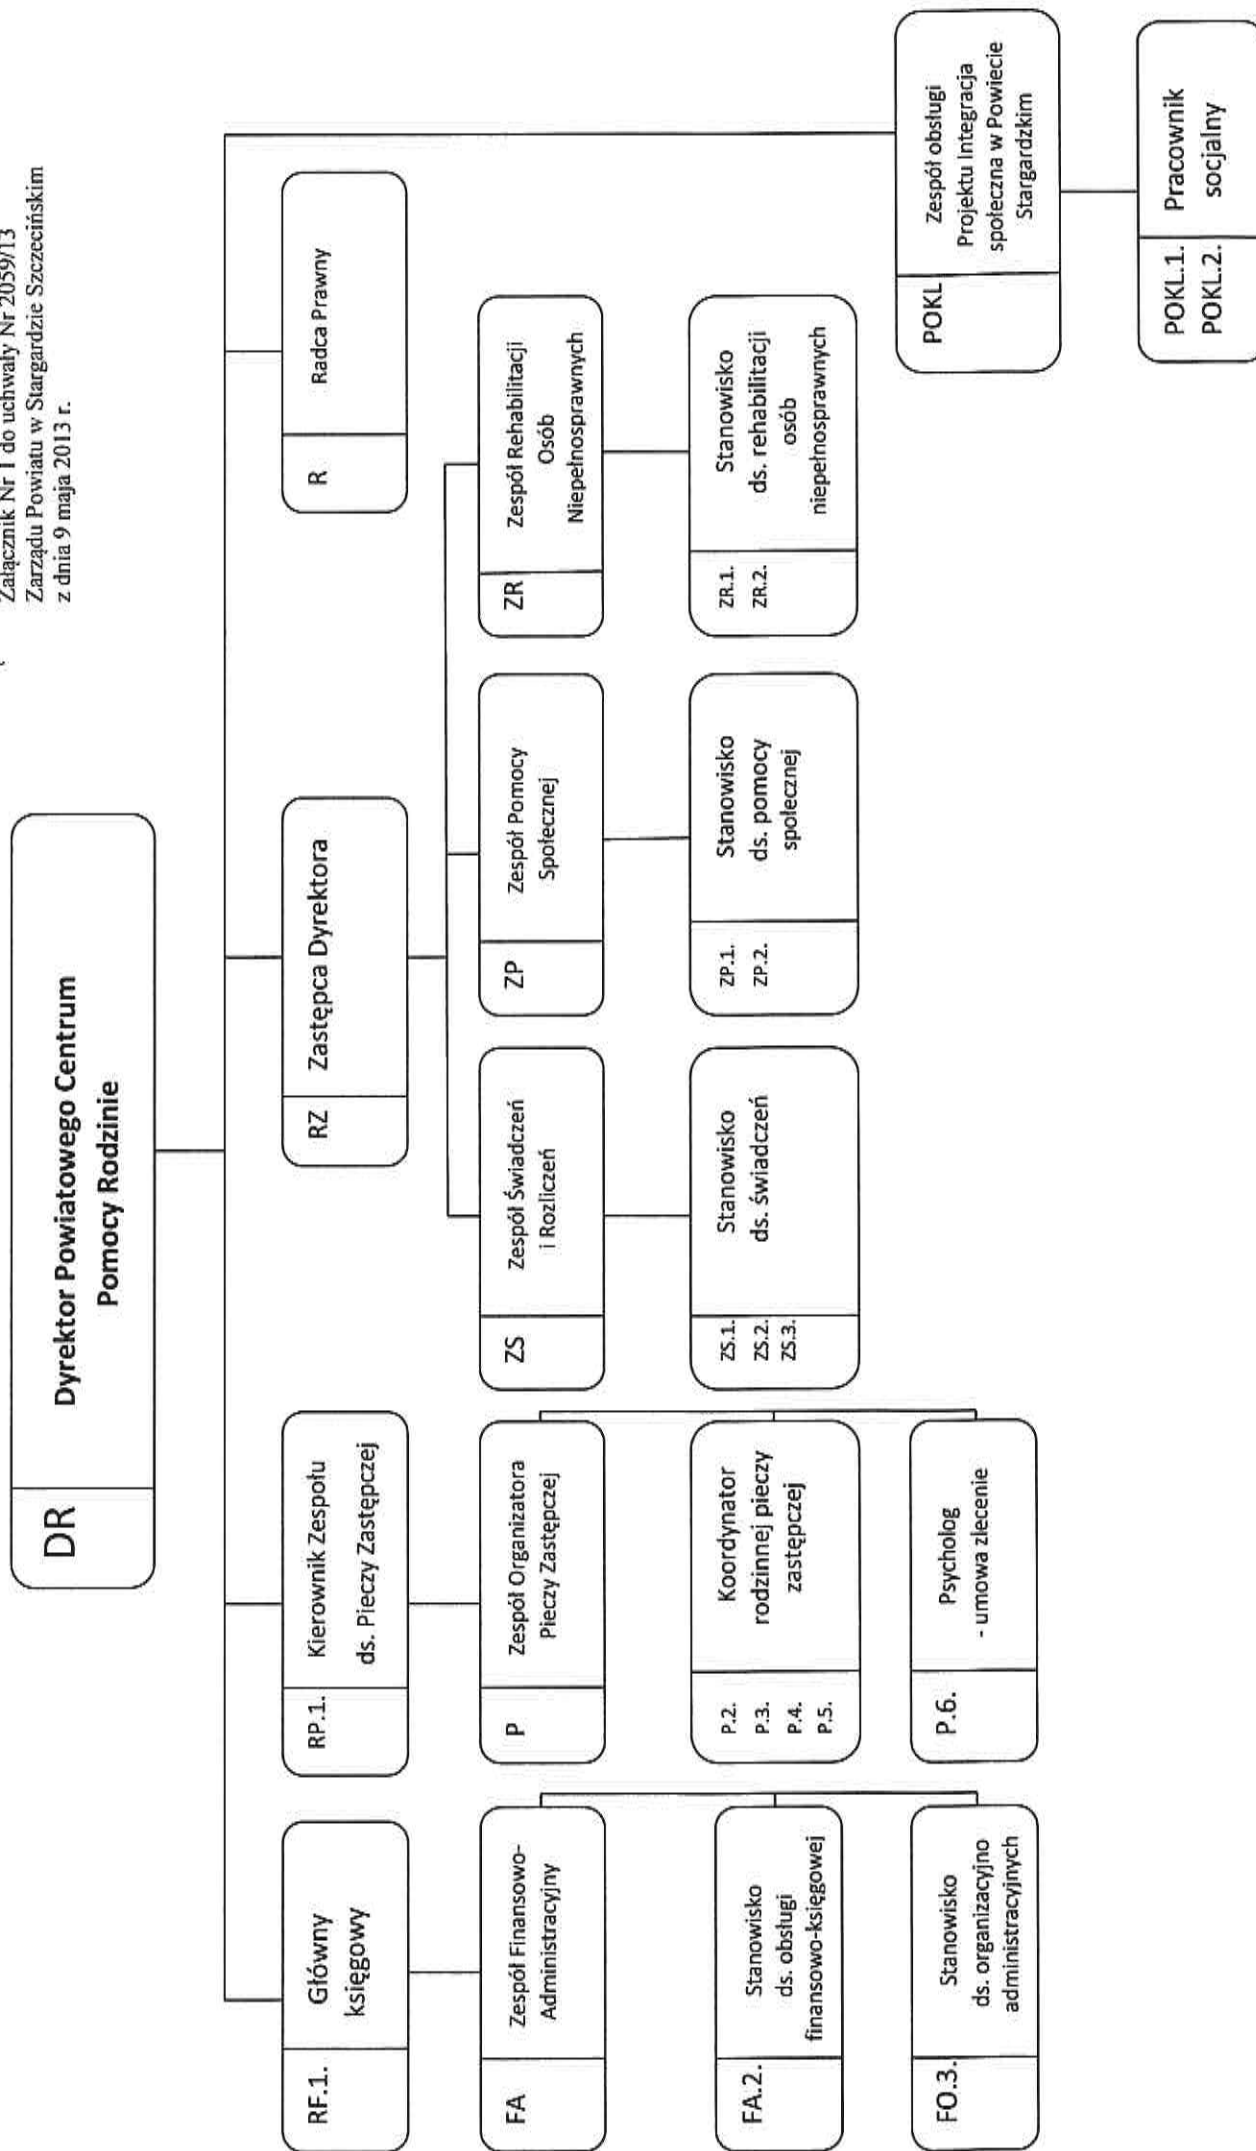 Załącznik Nr 1 do uchwały Nr 2059/13
Zarządu Powiatu w Stargardzie Szczecińskim
z dnia 9 maja 2013 r.
DR
Dyrektor Powiatowego Centrum
Pomocy Rodzinie
RF.1.
Główny
księgowy
RP.1.
Kierownik Zespołu
ds. Pieczy Zastępczej
RZ
Zastępca Dyrektora
R
Radca Prawny
FA
Zespół Finansowo-
Administracyjny
P
Zespół Organizatora
Pieczy Zastępczej
ZS
Zespół Świadczeń
i Rozliczeń
ZP
Zespół Pomocy
Społecznej
ZR
Zespół Rehabilitacji
Osób
Niepełnosprawnych
FA.2.
Stanowisko
ds. obsługi
finansowo-księgowej
P.2.
P.3.
P.4.
P.5.
Koordynator
rodzinnej pieczy
zastępczej
ZS.1.
ZS.2.
ZS.3.
Stanowisko
ds. świadczeń
ZP.1.
ZP.2.
Stanowisko
ds. pomocy
społecznej
ZR.1.
ZR.2.
Stanowisko
ds. rehabilitacji
osób
niepełnosprawnych
FO.3.
Stanowisko
ds. organizacyjno
administracyjnych
P.6.
Psycholog
- umowa zlecenie
POKL
Zespół obsługi
Projektu Integracja
społeczna w Powiecie
Stargardzkim
POKL.1.
POKL.2.
Pracownik
socjalny